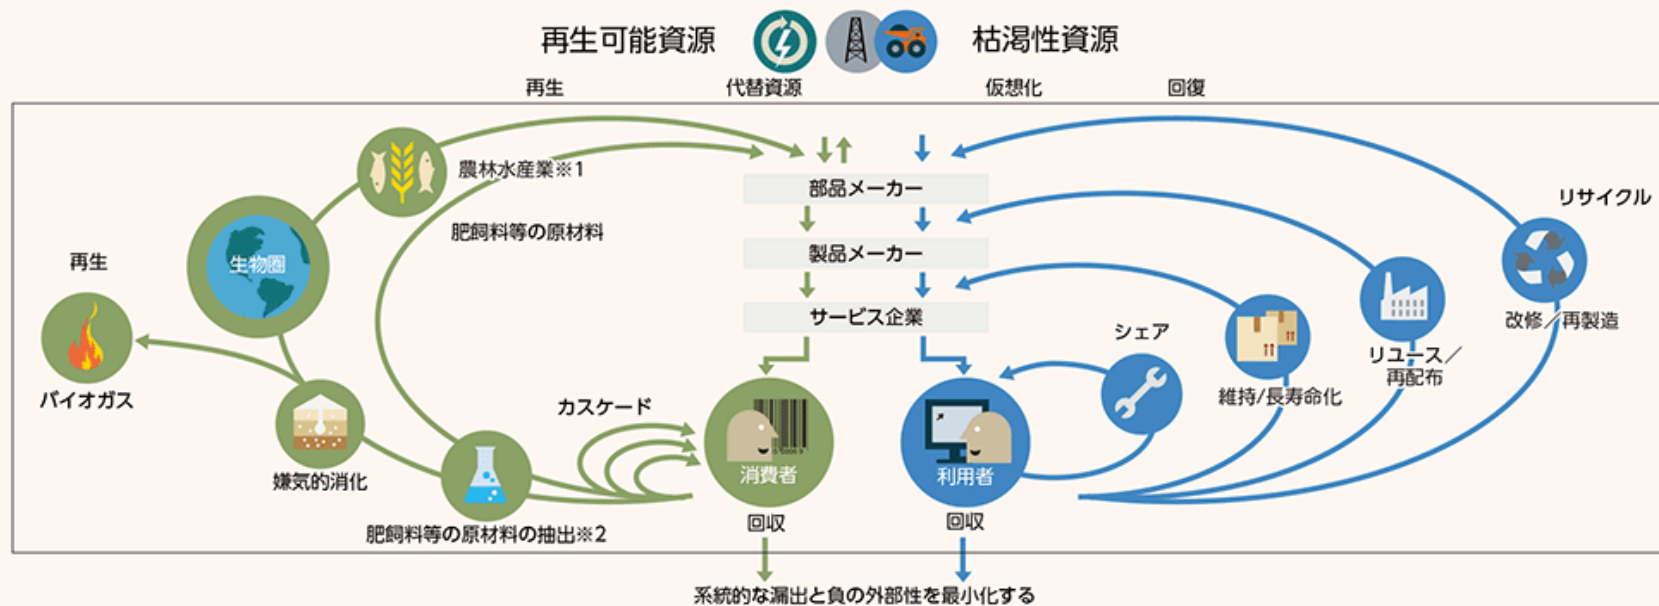 再生可能資源
枯渇性資源
再生
代替資源
仮想化
回復
農林水産業※1
部品メーカー
リサイクル
肥飼料等の原材料
製品メーカー
再生
生物圏
サービス企業
改修／再製造
シェア
リユース／
再配布
バイオガス
維持/長寿命化
カスケード
嫌気的消化
消費者
利用者
肥飼料等の原材料の抽出※2
回収
回収
系統的な漏出と負の外部性を最小化する